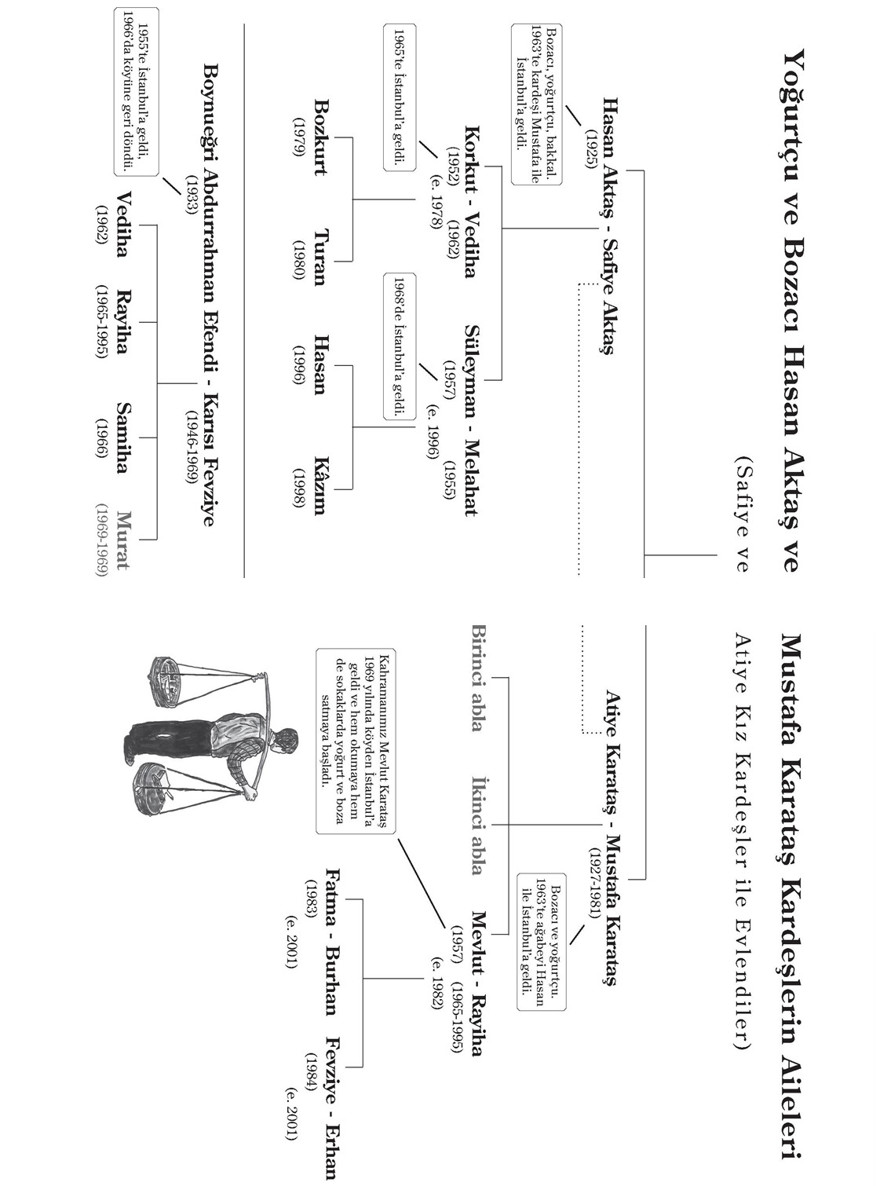 Yoğurtçu ve Bozacı Hasan Aktaş ve Mustafa Karataş Kardeşlerin Aileleri
(Safiye ve Atiye Kız Kardeşler ile Evlendiler)
Hasan Aktaş - Safiye Aktaş
(1925)
Bozacı, yoğurtçu, bakkal.
1963'te kardeşi Mustafa ile
İstanbul'a geldi.
Atiye Karataş - Mustafa Karataş
(1927-1981)
Bozacı ve yoğurtçu.
1963'te ağabeyi Hasan
ile İstanbul'a geldi.
Korkut - Vediha
(1952) (1962)
(e. 1978)
1965'te İstanbul'a geldi.
Süleyman - Melahat
(1957) (1955)
(e. 1996)
1968'de İstanbul'a geldi.
Birinci abla
İkinci abla
Mevlut - Rayiha
(1957) (1965-1995)
(e. 1982)
Kahramanımız Mevlut Karataş
1969 yılında köyden İstanbul'a
geldi ve hem okumaya hem
de sokaklarda yoğurt ve boza
satmaya başladı.
Bozkurt
(1979)
Turan
(1980)
Hasan
(1996)
Kâzım
(1998)
Fatma - Burhan
(1983)
(e. 2001)
Fevziye - Erhan
(1984)
(e. 2001)
Boynueğri Abdurrahman Efendi - Karısı Fevziye
(1933) (1946-1969)
1955'te İstanbul'a geldi,
1966'da köyüne geri döndü.
Vediha
(1962)
Rayiha
(1965-1995)
Samiha
(1966)
Murat
(1969-1969)